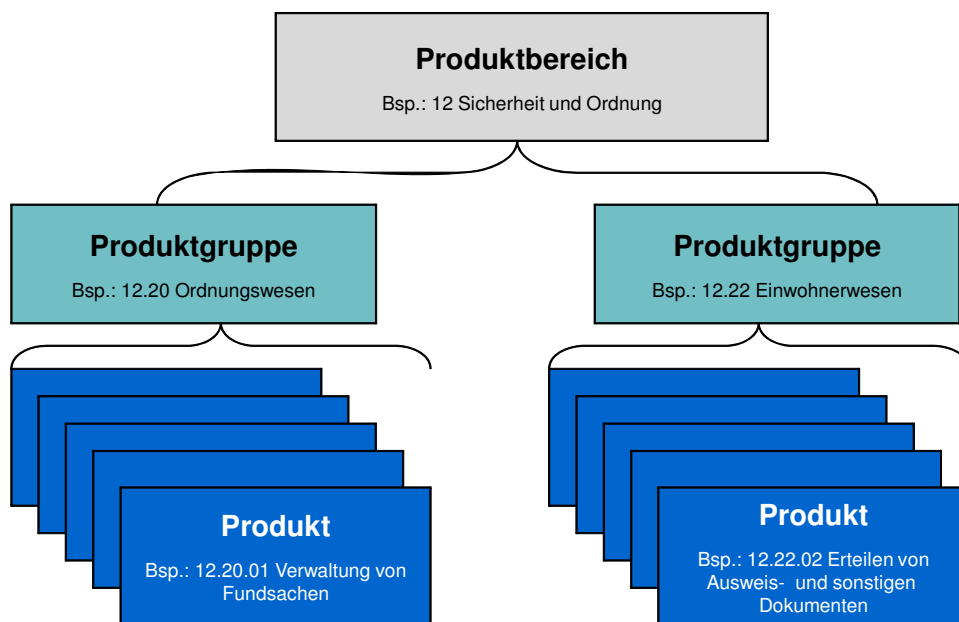 Produktbereich
Bsp.: 12 Sicherheit und Ordnung
Produktgruppe
Bsp.: 12.20 Ordnungswesen
Produktgruppe
Bsp.: 12.22 Einwohnerwesen
Produkt
Bsp.: 12.20.01 Verwaltung von
Fundsachen
Produkt
Bsp.: 12.22.02 Erteilen von
Ausweis- und sonstigen
Dokumenten